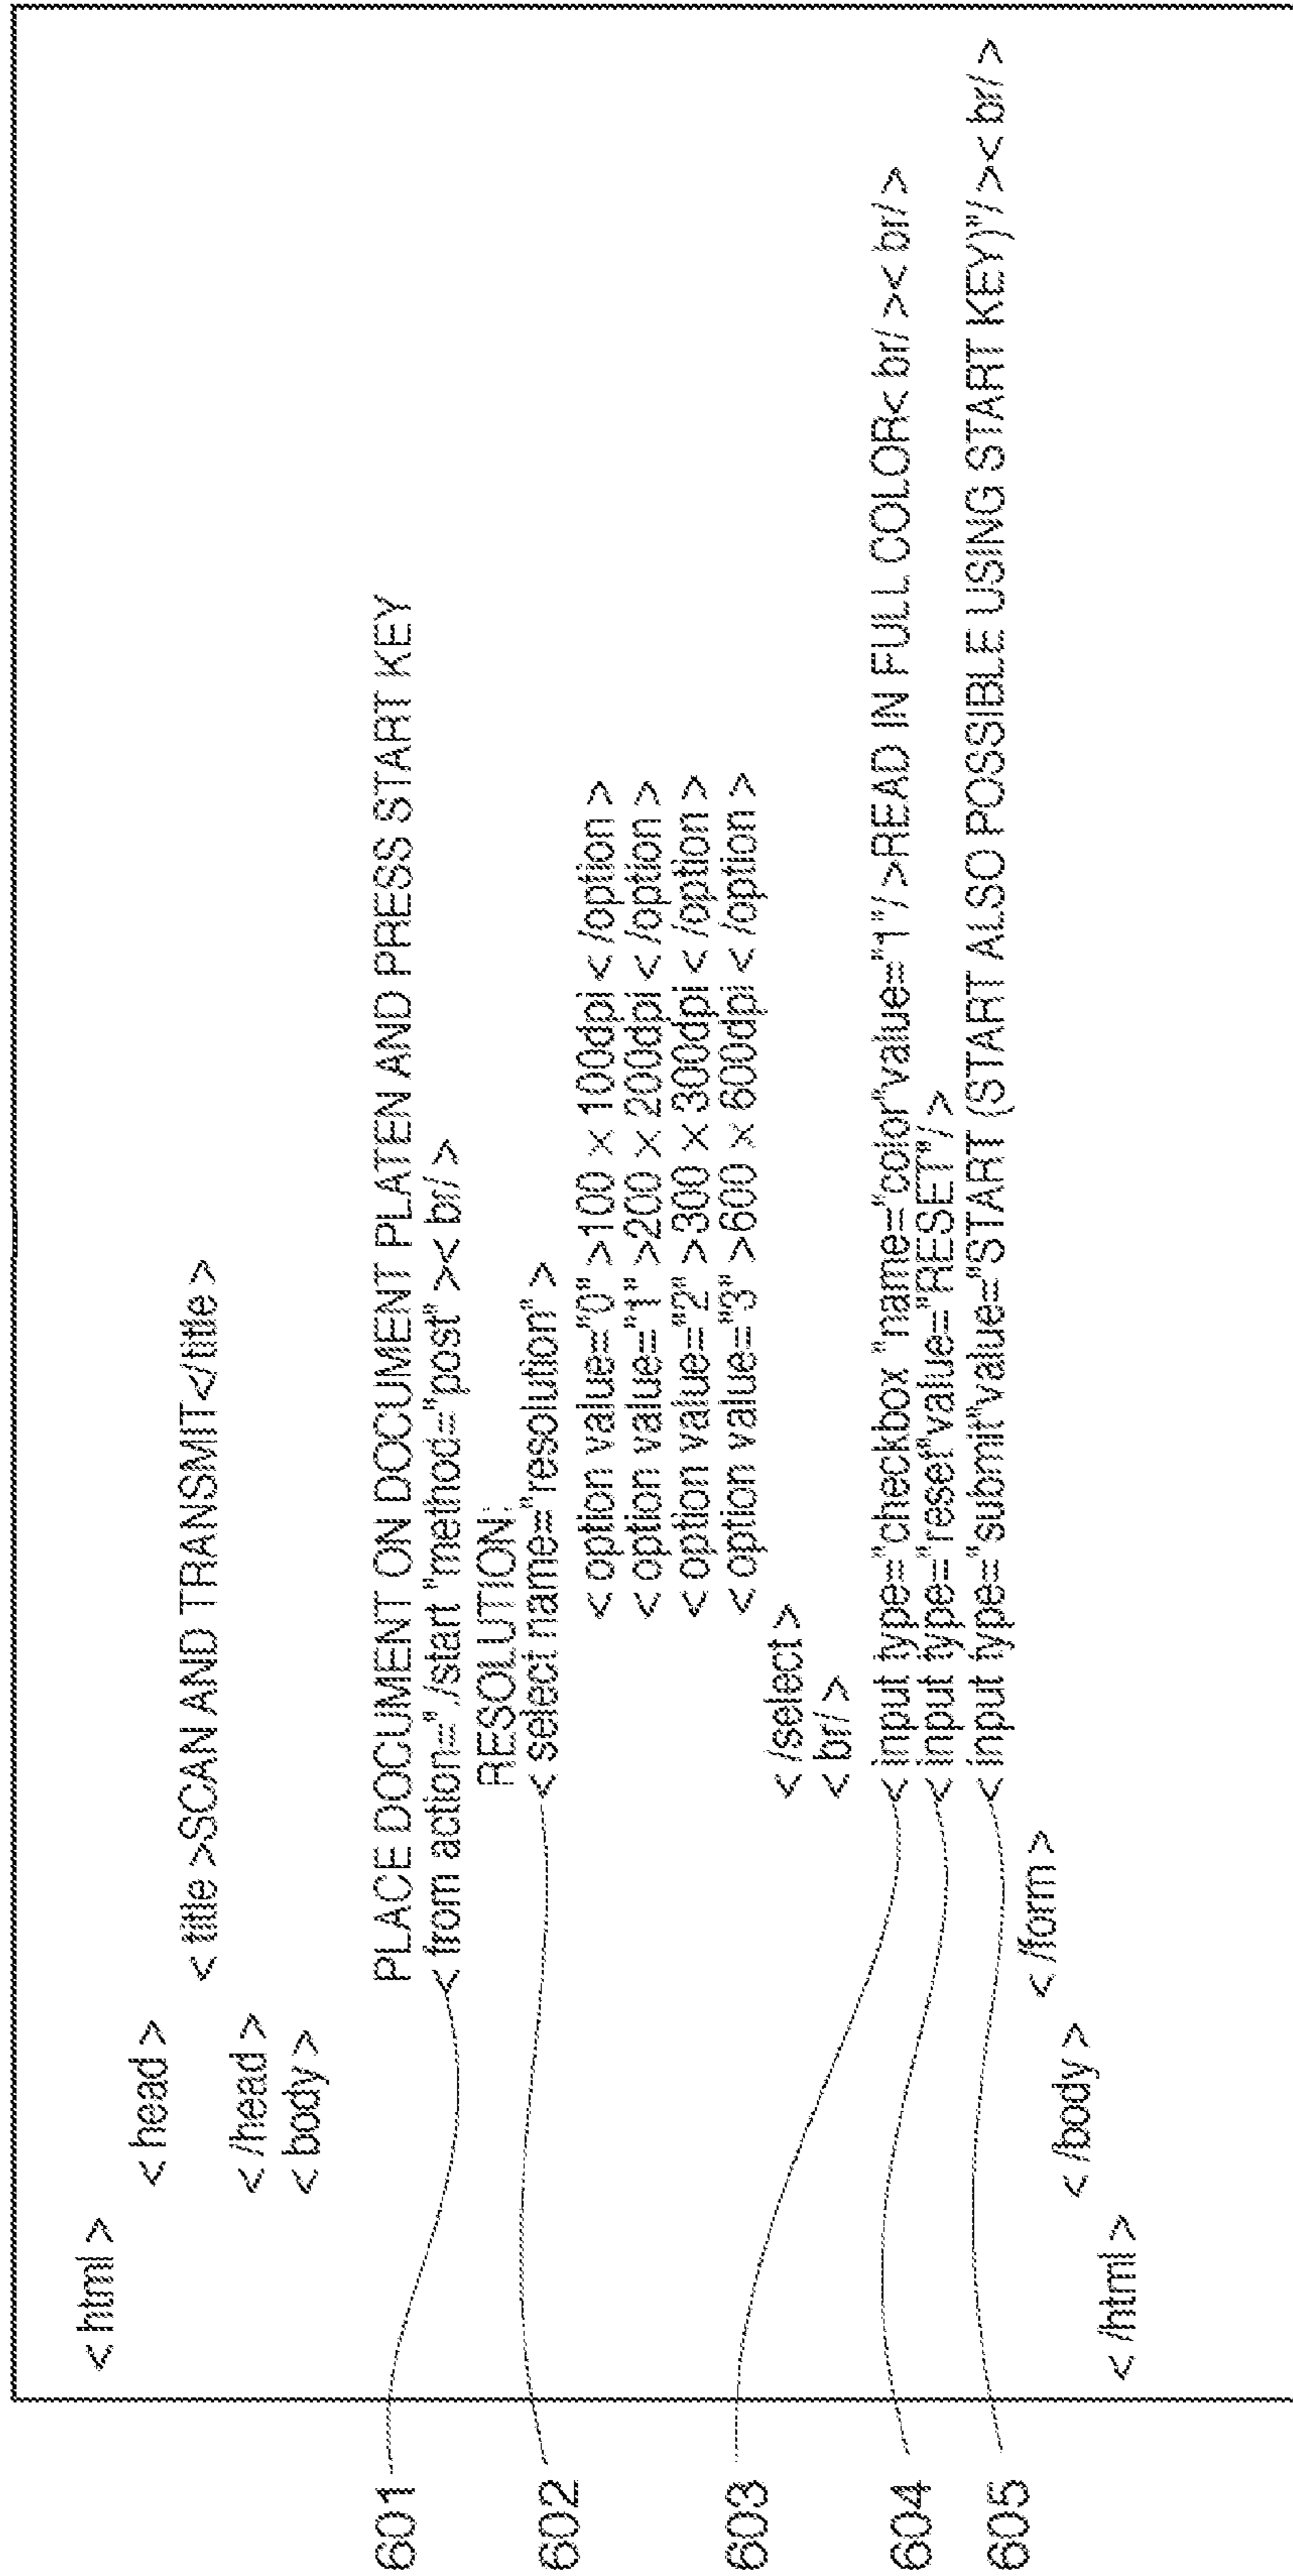 < html >
< head >
< title >SCAN AND TRANSMIT</title >
< /head >
< body >
PLACE DOCUMENT ON DOCUMENT PLATEN AND PRESS START KEY
601 < from action="./start "method="post" >< br/ >
RESOLUTION:
602 < select name="resolution" >
< option value="0" >100 × 100dpi < /option >
< option value="1" >200 × 200dpi < /option >
< option value="2" >300 × 300dpi < /option >
< option value="3" >600 × 600dpi < /option >
< /select >
< br/ >
603 < input type="checkbox "name="color"value="1"/ >READ IN FULL COLOR< br/ >< br/ >
604 < input type="reset"value="RESET"/ >
605 < input type="submit"value="START (START ALSO POSSIBLE USING START KEY)"/ >< br/ >
< /form >
< /body >
< /html >